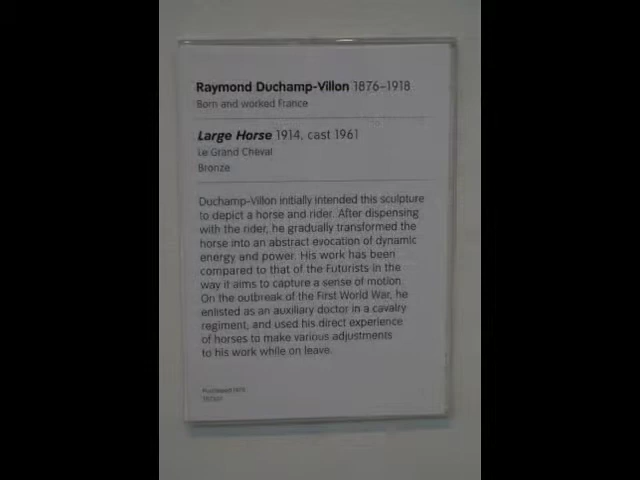 Raymond Duchamp-Villon 1876–1918
Born and worked France
Large Horse 1914, cast 1961
Le Grand Cheval
Bronze
Duchamp-Villon initially intended this sculpture
to depict a horse and rider. After dispensing
with the rider, he gradually transformed the
horse into an abstract evocation of dynamic
energy and power. His work has been
compared to that of the Futurists in the
way it aims to capture a sense of motion.
On the outbreak of the First World War, he
enlisted as an auxiliary doctor in a cavalry
regiment, and used his direct experience
of horses to make various adjustments
to his work while on leave.
Purchased